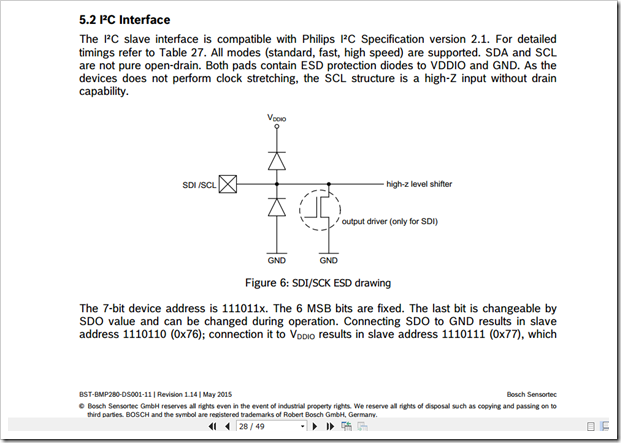 5.2 I²C Interface
The I²C slave interface is compatible with Philips I²C Specification version 2.1. For detailed
timings refer to Table 27. All modes (standard, fast, high speed) are supported. SDA and SCL
are not pure open-drain. Both pads contain ESD protection diodes to VDDIO and GND. As the
devices does not perform clock stretching, the SCL structure is a high-Z input without drain
capability.
VDDIO
SDI /SCL
high-z level shifter
output driver (only for SDI)
GND
GND
Figure 6: SDI/SCK ESD drawing
The 7-bit device address is 111011x. The 6 MSB bits are fixed. The last bit is changeable by
SDO value and can be changed during operation. Connecting SDO to GND results in slave
address 1110110 (0x76); connection it to VDDIO results in slave address 1110111 (0x77), which
BST-BMP280-DS001-11 | Revision 1.14 | May 2015 Bosch Sensortec
© Bosch Sensortec GmbH reserves all rights even in the event of industrial property rights. We reserve all rights of disposal such as copying and passing on to
third parties. BOSCH and the symbol are registered trademarks of Robert Bosch GmbH, Germany.
28 / 49